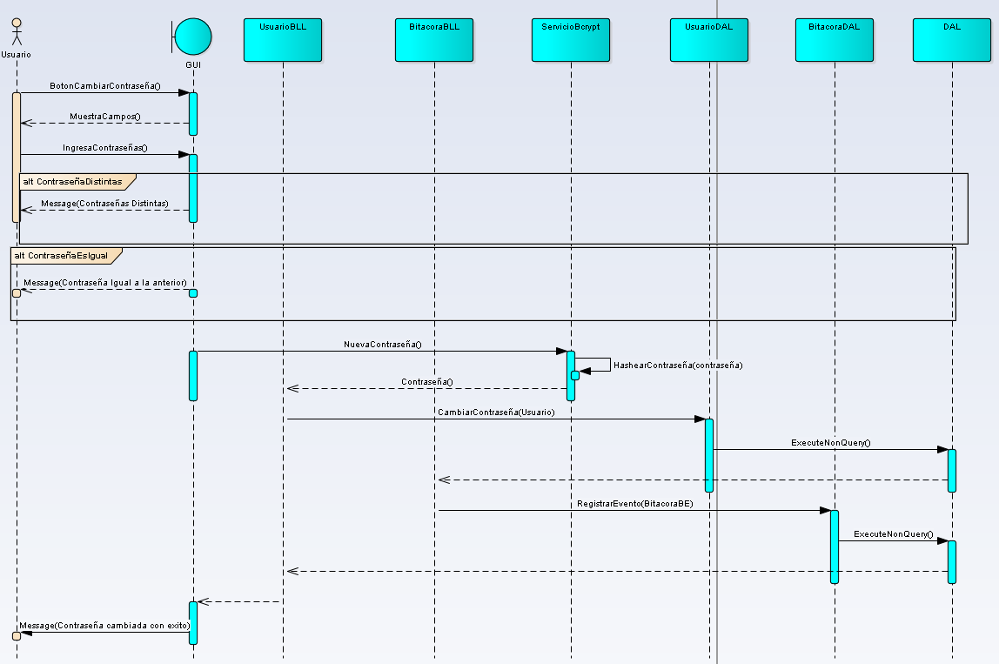 Usuario
GUI
UsuarioBLL
BitacoraBLL
ServicioBcrypt
UsuarioDAL
BitacoraDAL
DAL
BotonCambiarContraseña()
MuestraCampos()
IngresaContraseñas()
alt ContraseñaDistintas
Message(Contraseñas Distintas)
alt ContraseñaEsIgual
Message(Contraseña Igual a la anterior)
NuevaContraseña()
HashearContraseña(contraseña)
Contraseña()
CambiarContraseña(Usuario)
ExecuteNonQuery()
RegistrarEvento(BitacoraBE)
ExecuteNonQuery()
Message(Contraseña cambiada con exito)